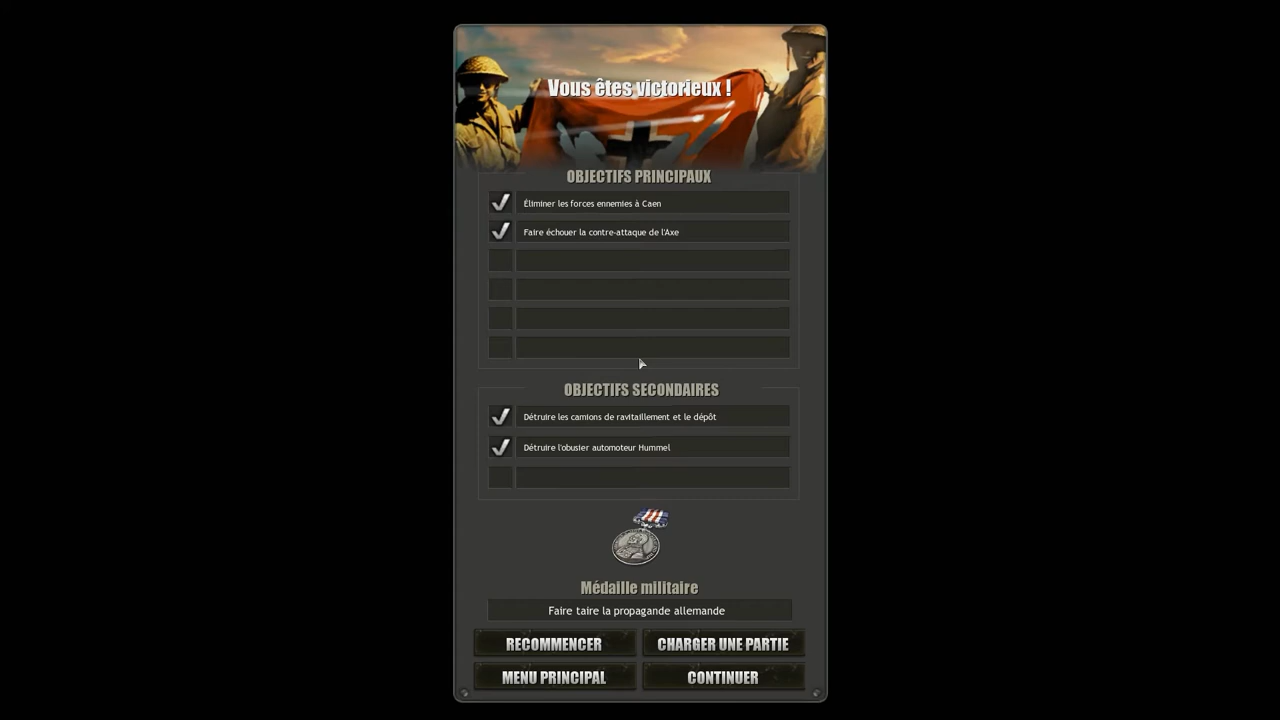 Vous êtes victorieux !
OBJECTIFS PRINCIPAUX
Éliminer les forces ennemies à Caen
Faire échouer la contre-attaque de l'Axe
OBJECTIFS SECONDAIRES
Détruire les camions de ravitaillement et le dépôt
Détruire l'obusier automoteur Hummel
Médaille militaire
Faire taire la propagande allemande
RECOMMENCER
CHARGER UNE PARTIE
MENU PRINCIPAL
CONTINUER